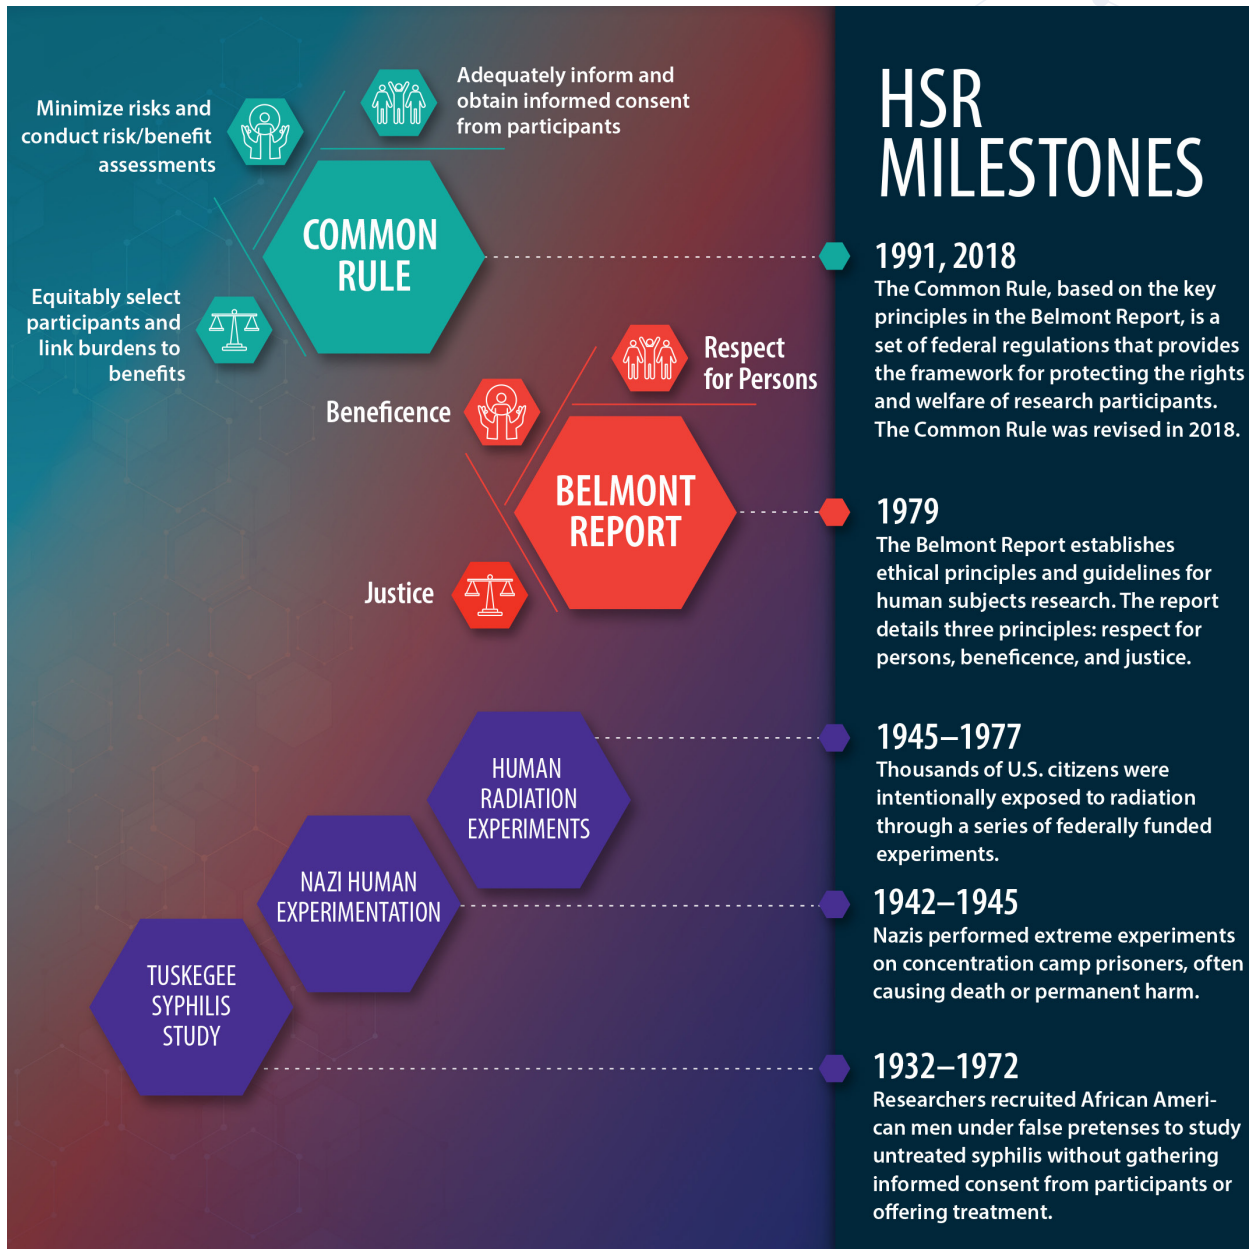 HSR
MILESTONES
Adequately inform and
obtain informed consent
from participants
Minimize risks and
conduct risk/benefit
assessments
COMMON
RULE
Equitably select
participants and
link burdens to
benefits
1991, 2018
The Common Rule, based on the key
principles in the Belmont Report, is a
set of federal regulations that provides
the framework for protecting the rights
and welfare of research participants.
The Common Rule was revised in 2018.
Respect
for Persons
Beneficence
BELMONT
REPORT
Justice
1979
The Belmont Report establishes
ethical principles and guidelines for
human subjects research. The report
details three principles: respect for
persons, beneficence, and justice.
HUMAN
RADIATION
EXPERIMENTS
1945–1977
Thousands of U.S. citizens were
intentionally exposed to radiation
through a series of federally funded
experiments.
NAZI HUMAN
EXPERIMENTATION
1942–1945
Nazis performed extreme experiments
on concentration camp prisoners, often
causing death or permanent harm.
TUSKEGEE
SYPHILIS
STUDY
1932–1972
Researchers recruited African Ameri-
can men under false pretenses to study
untreated syphilis without gathering
informed consent from participants or
offering treatment.